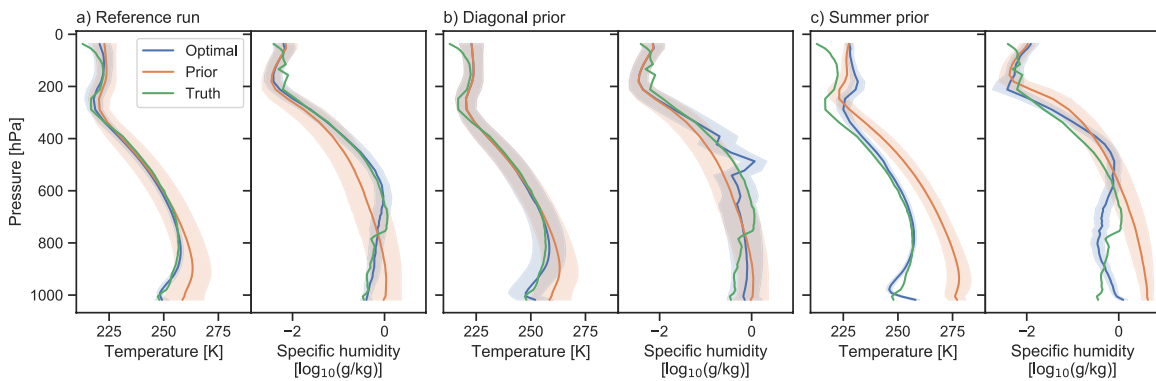 a) Reference run
b) Diagonal prior
c) Summer prior
Optimal
Prior
Truth
Pressure [hPa]
0
200
400
600
800
1000
225 250 275
−2 0
225 250 275
−2 0
225 250 275
−2 0
Temperature [K]
Specific humidity
[log₁₀(g/kg)]
Temperature [K]
Specific humidity
[log₁₀(g/kg)]
Temperature [K]
Specific humidity
[log₁₀(g/kg)]